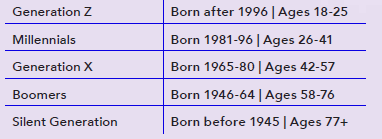 Generation Z Born after 1996 | Ages 18-25
Millennials Born 1981-96 | Ages 26-41
Generation X Born 1965-80 | Ages 42-57
Boomers Born 1946-64 | Ages 58-76
Silent Generation Born before 1945 | Ages 77+